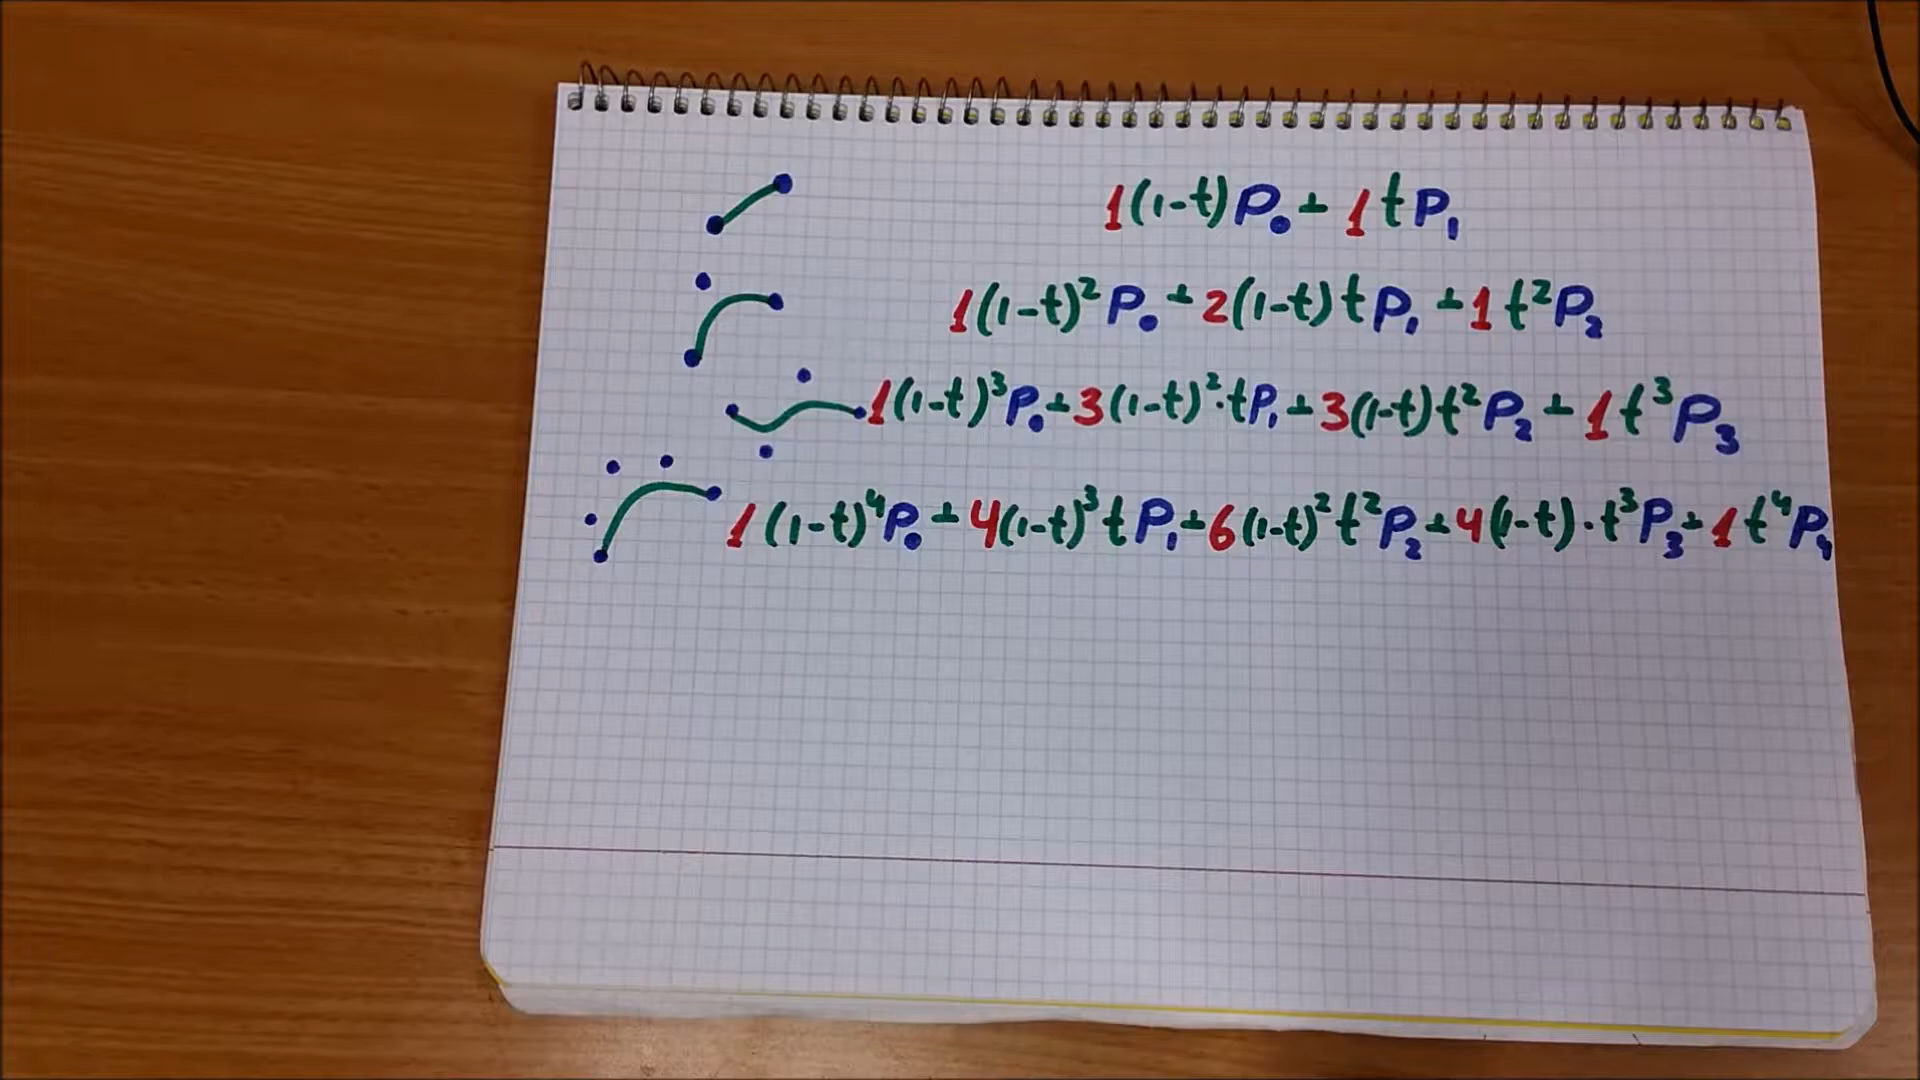 1(1-t)P₀ + 1tP₁
1(1-t)²P₀ + 2(1-t)tP₁ + 1t²P₂
1(1-t)³P₀ + 3(1-t)²·tP₁ + 3(1-t)t²P₂ + 1t³P₃
1(1-t)⁴P₀ + 4(1-t)³tP₁ + 6(1-t)²t²P₂ + 4(1-t)·t³P₃ + 1t⁴P₄